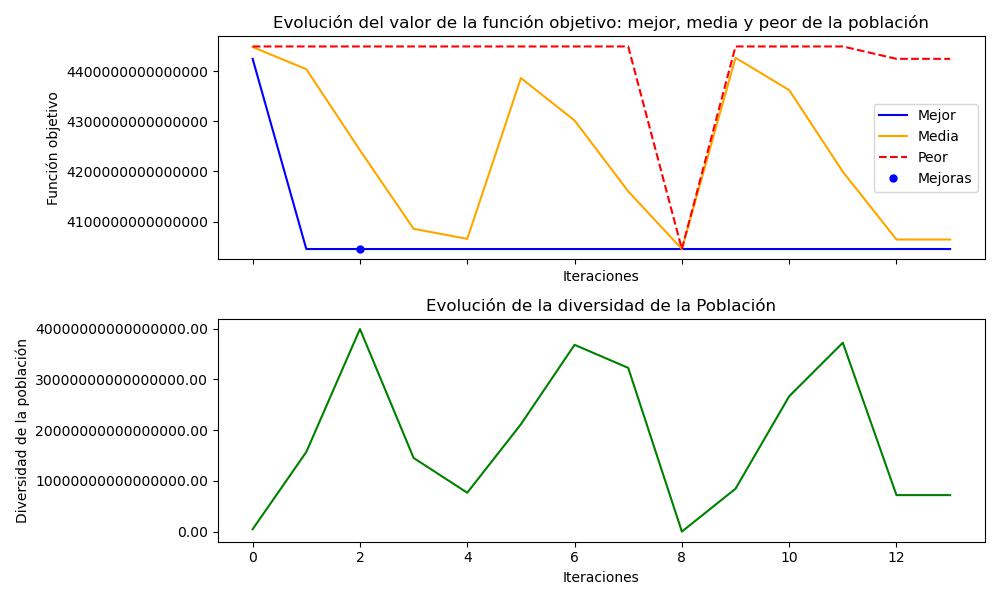 Evolución del valor de la función objetivo: mejor, media y peor de la población
Función objetivo
4400000000000000
4300000000000000
4200000000000000
4100000000000000
Mejor
Media
Peor
Mejoras
Iteraciones
Evolución de la diversidad de la Población
Diversidad de la población
40000000000000000.00
30000000000000000.00
20000000000000000.00
10000000000000000.00
0.00
0 2 4 6 8 10 12
Iteraciones